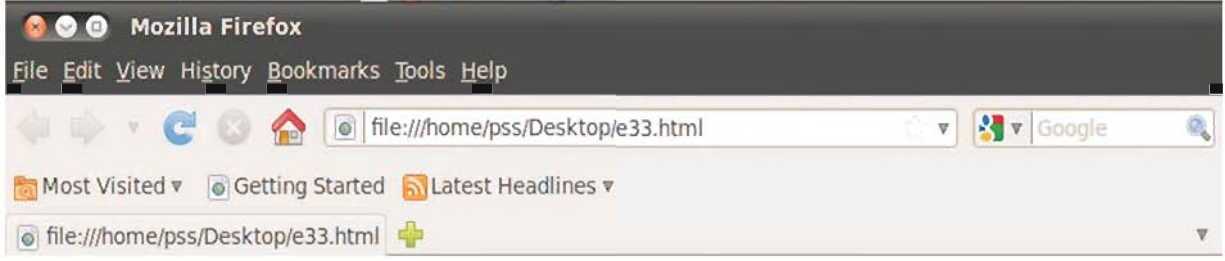 Mozilla Firefox
File Edit View History Bookmarks Tools Help
file:///home/pss/Desktop/e33.html Google
Most Visited Getting Started Latest Headlines
file:///home/pss/Desktop/e33.html